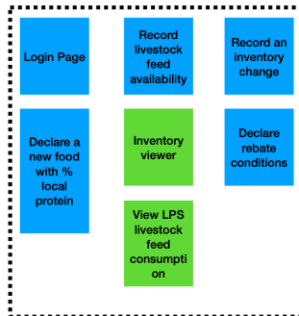 Login Page
Record
livestock
feed
availability
Record an
inventory
change
Declare a
new food
with %
local
protein
Inventory
viewer
Declare
rebate
conditions
View LPS
livestock
feed
consumpti
on